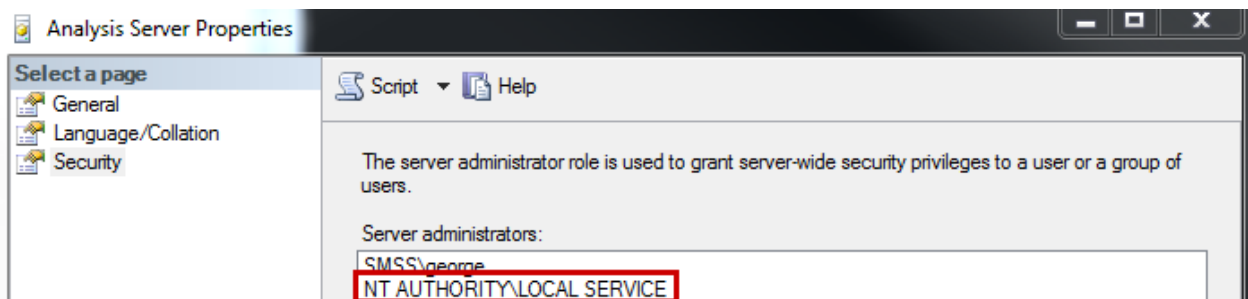 Analysis Server Properties
Select a page
General
Language/Collation
Security
Script
Help
The server administrator role is used to grant server-wide security privileges to a user or a group of
users.
Server administrators:
SMSS\george
NT AUTHORITY\LOCAL SERVICE